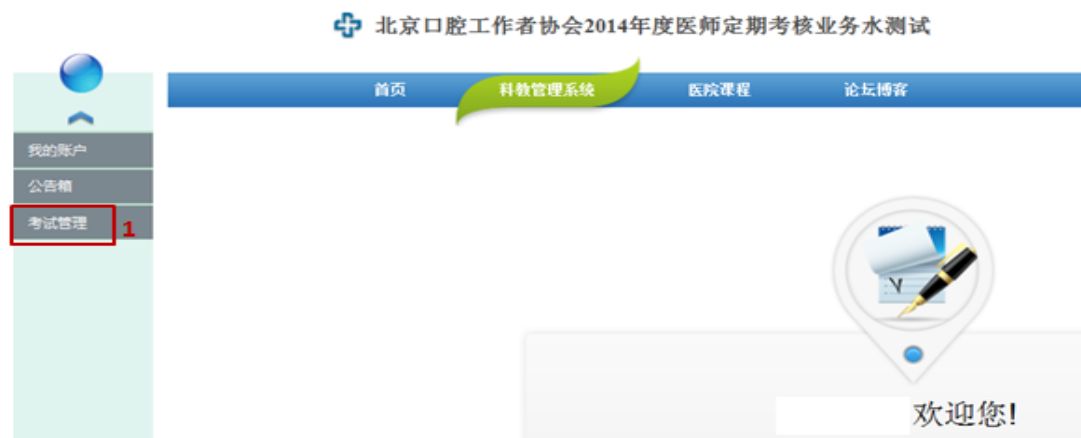 北京口腔工作者协会2014年度医师定期考核业务水测试
首页 科教管理系统 医院课程 论坛博客
我的账户
公告箱
考试管理 1
欢迎您!